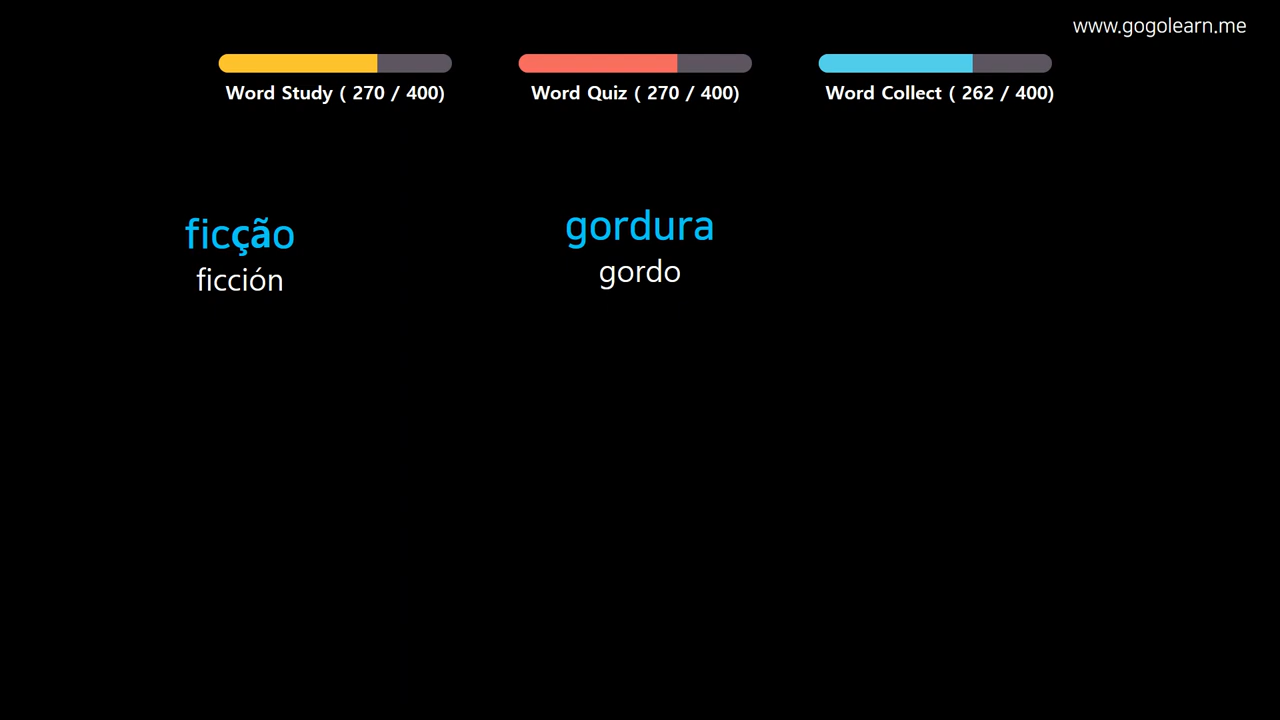 www.gogolearn.me
Word Study ( 270 / 400)
Word Quiz ( 270 / 400)
Word Collect ( 262 / 400)
ficção
ficción
gordura
gordo